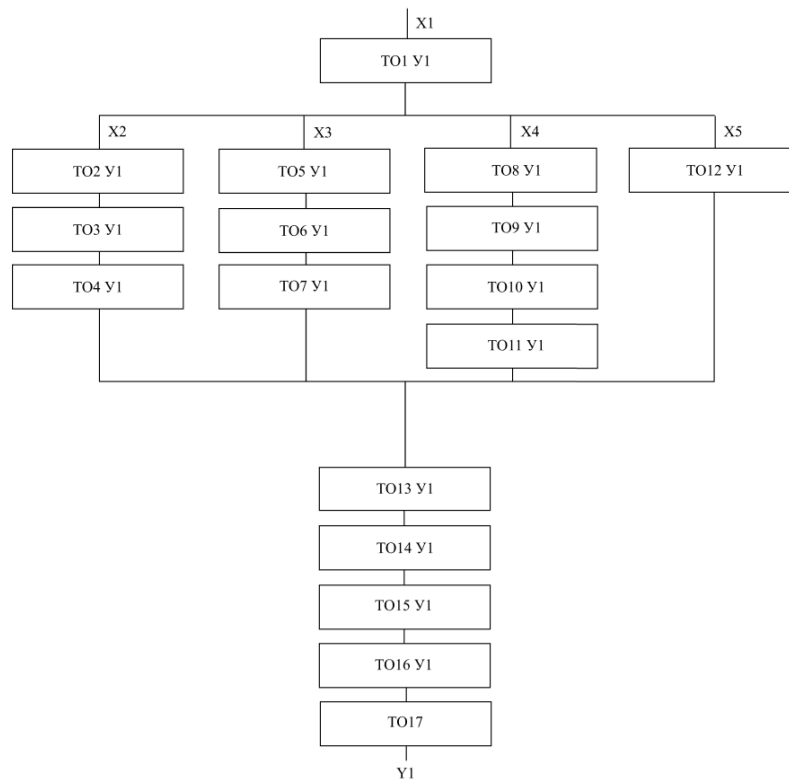 X1
ТО1 У1
X2
X3
X4
X5
ТО2 У1
ТО5 У1
ТО8 У1
ТО12 У1
ТО3 У1
ТО6 У1
ТО9 У1
ТО4 У1
ТО7 У1
ТО10 У1
ТО11 У1
ТО13 У1
ТО14 У1
ТО15 У1
ТО16 У1
ТО17
Y1